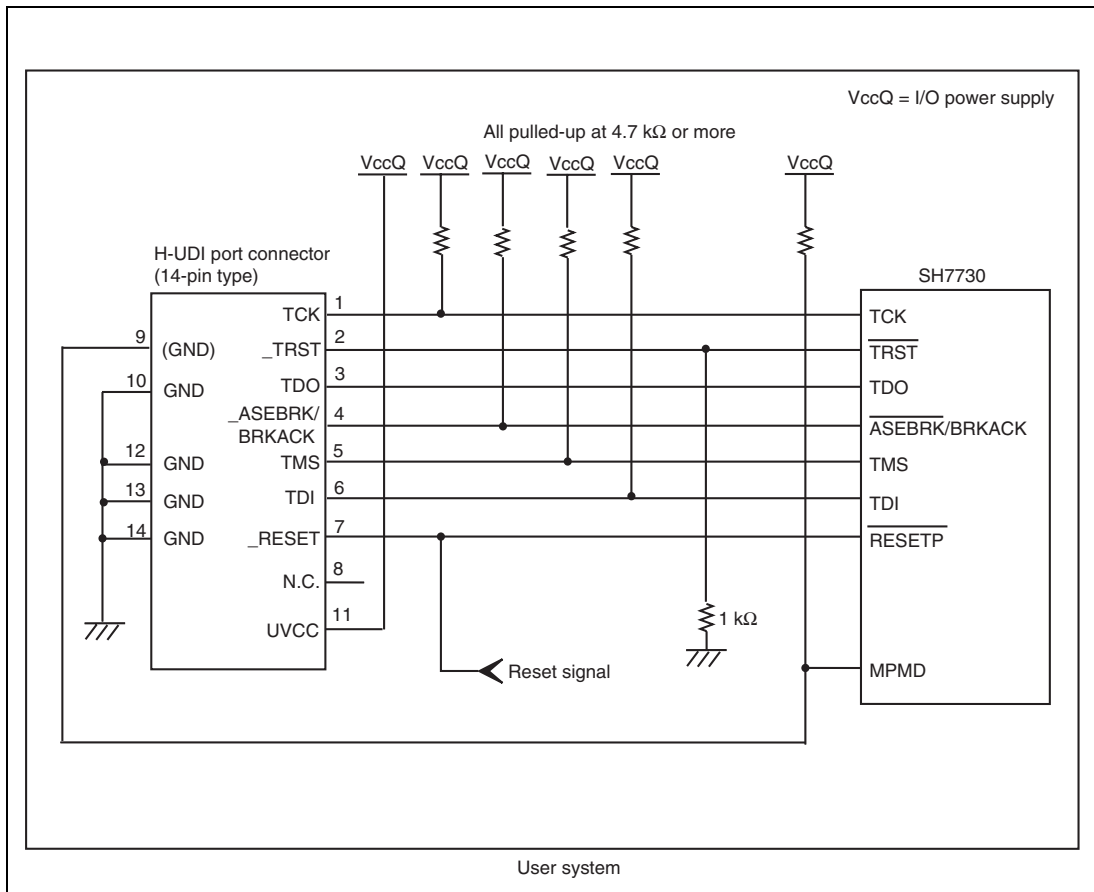 VccQ = I/O power supply
All pulled-up at 4.7 kΩ or more
VccQ VccQ VccQ VccQ VccQ VccQ
H-UDI port connector
(14-pin type)
SH7730
TCK 1 TCK
9 (GND) _TRST 2 TRST
10 GND TDO 3 TDO
_ASEBRK/
BRKACK 4 ASEBRK/BRKACK
12 GND TMS 5 TMS
13 GND TDI 6 TDI
14 GND _RESET 7 RESETP
N.C. 8
UVCC 11
1 kΩ
Reset signal
MPMD
User system